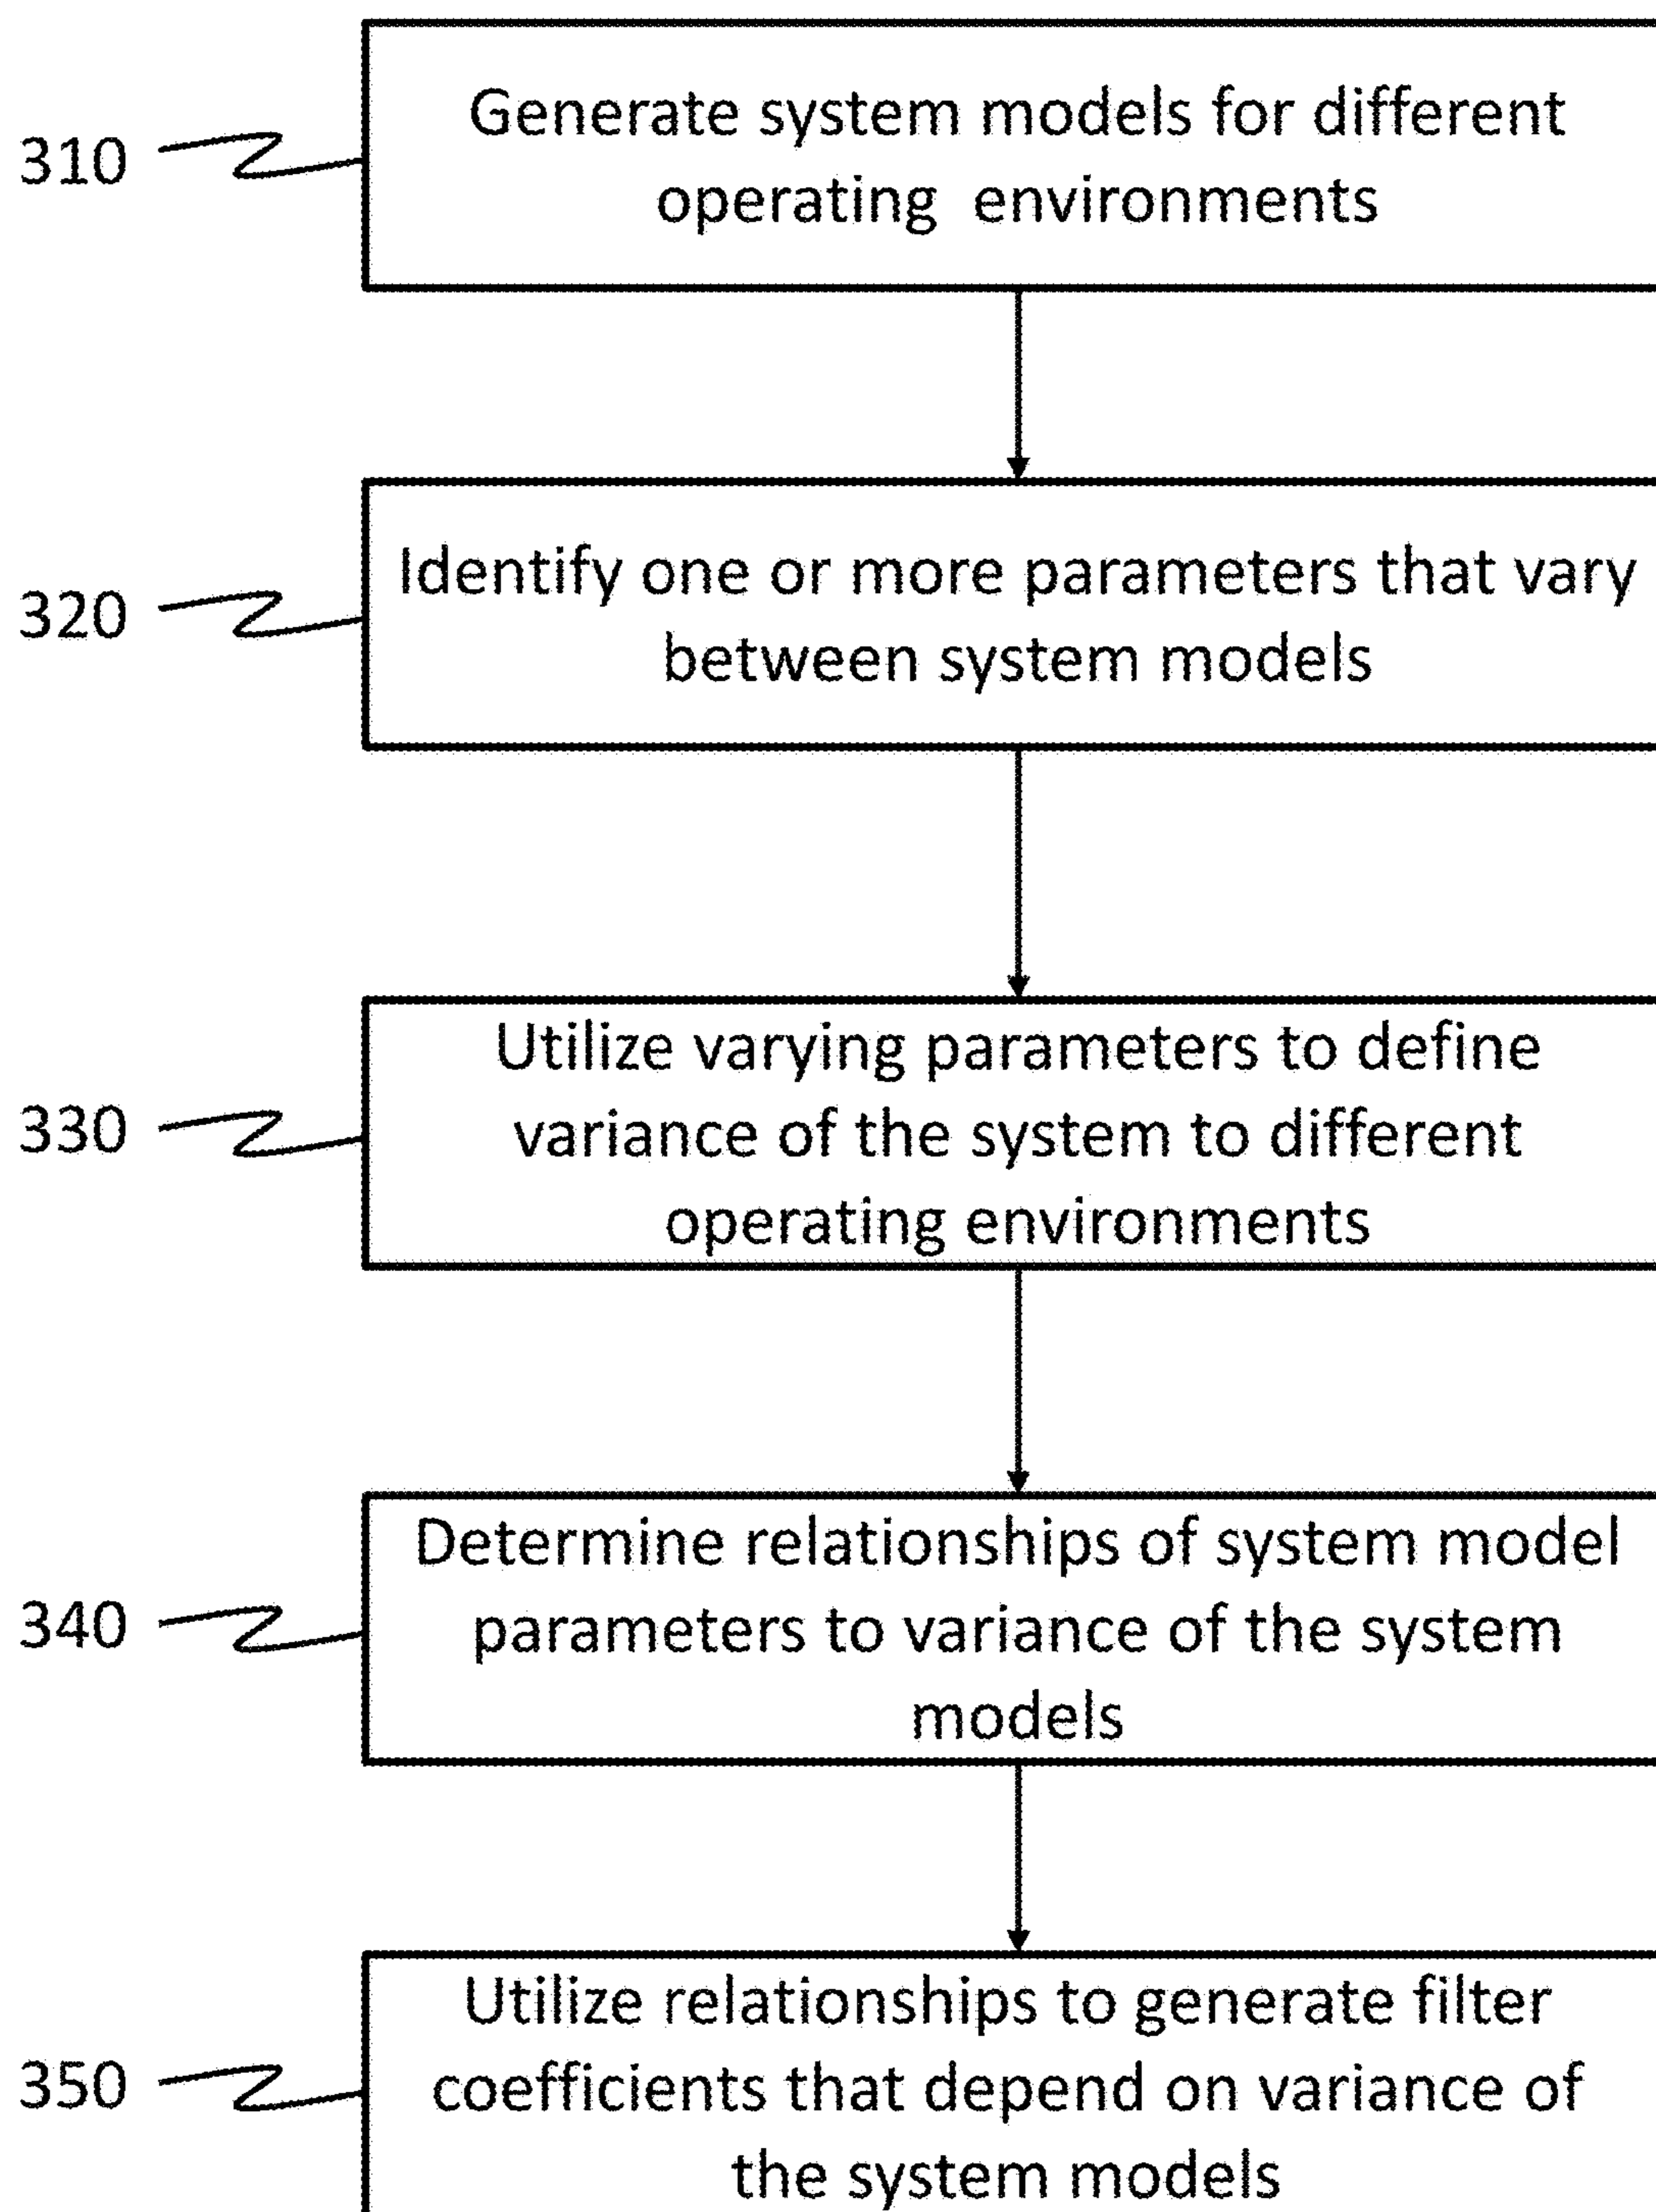 310
Generate system models for different
operating environments
320
Identify one or more parameters that vary
between system models
330
Utilize varying parameters to define
variance of the system to different
operating environments
340
Determine relationships of system model
parameters to variance of the system
models
350
Utilize relationships to generate filter
coefficients that depend on variance of
the system models